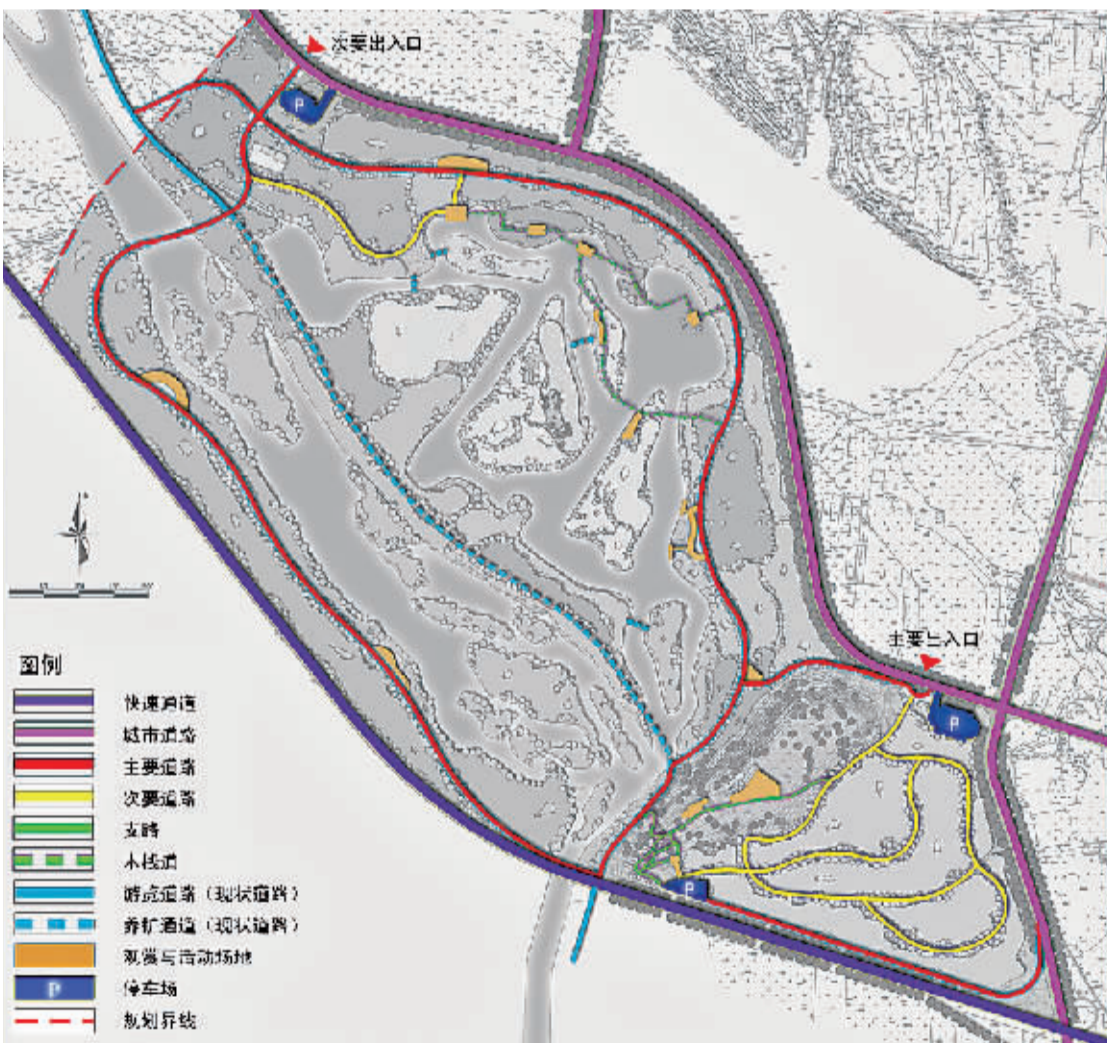 次要出入口
P
主要出入口
P
P
图例
快速通道
城市道路
主要道路
次要道路
支路
木栈道
游点道路（现状道路）
养护通道（现状道路）
观赏与活动场地
P
停车场
规划界线